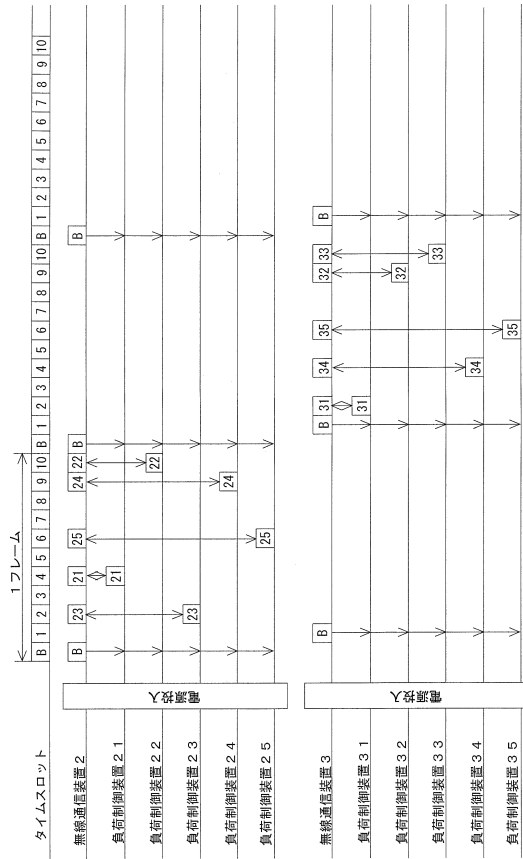 1フレーム
タイムスロット B 1 2 3 4 5 6 7 8 9 10 B 1 2 3 4 5 6 7 8 9 10 B 1 2 3 4 5 6 7 8 9 10
無線通信装置2 B 23 21 25 24 22 B B
負荷制御装置21 21
負荷制御装置22 22
負荷制御装置23 23
負荷制御装置24 24
負荷制御装置25 25
電源投入
無線通信装置3 B B 31 34 35 32 33 B
負荷制御装置31 31
負荷制御装置32 32
負荷制御装置33 33
負荷制御装置34 34
負荷制御装置35 35
電源投入